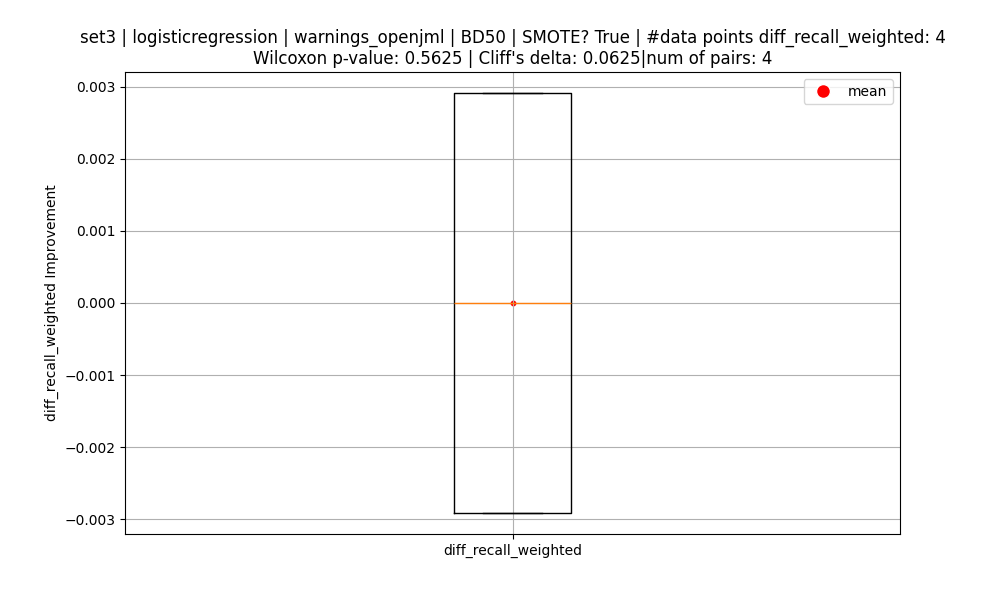 set3 | logisticregression | warnings_openjml | BD50 | SMOTE? True | #data points diff_recall_weighted: 4
Wilcoxon p-value: 0.5625 | Cliff's delta: 0.0625|num of pairs: 4
mean
0.003
0.002
0.001
0.000
−0.001
−0.002
−0.003
diff_recall_weighted Improvement
diff_recall_weighted